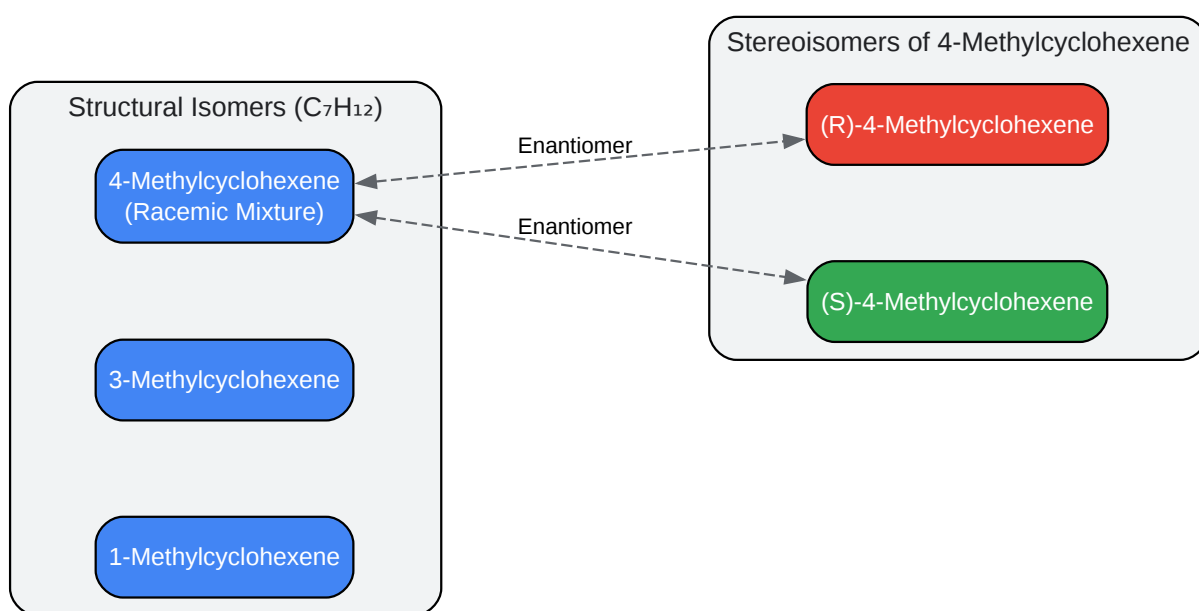 Structural Isomers (C₇H₁₂)
4-Methylcyclohexene
(Racemic Mixture)
3-Methylcyclohexene
1-Methylcyclohexene
Enantiomer
Enantiomer
Stereoisomers of 4-Methylcyclohexene
(R)-4-Methylcyclohexene
(S)-4-Methylcyclohexene